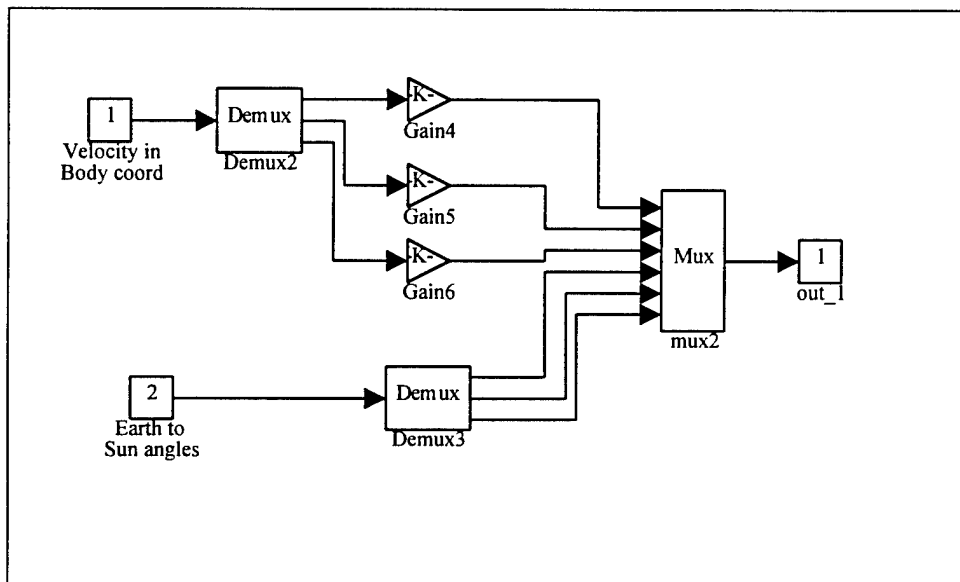 1
Velocity in
Body coord
Demux
Demux2
-K-
Gain4
-K-
Gain5
-K-
Gain6
Mux
mux2
1
out_1
2
Earth to
Sun angles
Demux
Demux3